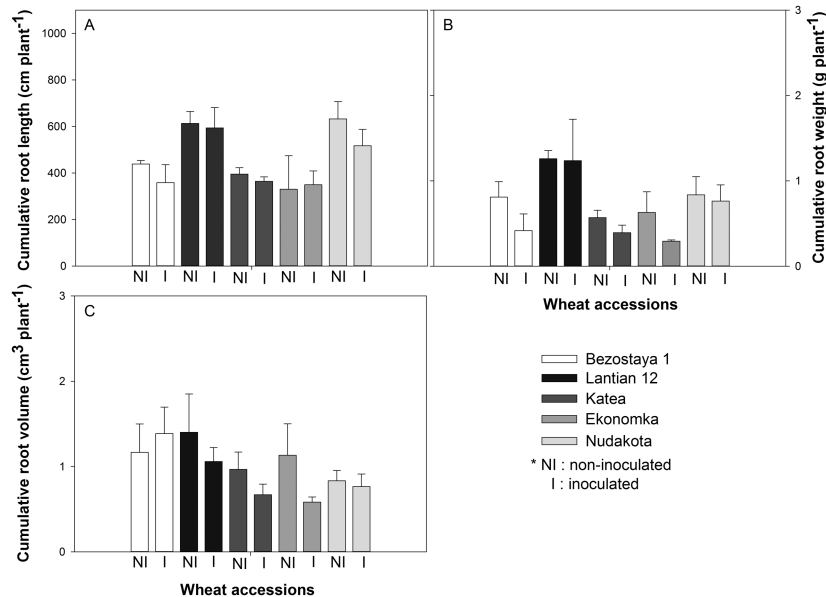 Cumulative root length (cm plant⁻¹)
A
1000
800
600
400
200
0
NI I NI I NI I NI I NI I
B
Cumulative root weight (g plant⁻¹)
3
2
1
0
NI I NI I NI I NI I NI I
Wheat accessions
Cumulative root volume (cm³ plant⁻¹)
C
3
2
1
0
NI I NI I NI I NI I NI I
Wheat accessions
Bezostaya 1
Lantian 12
Katea
Ekonomka
Nudakota
* NI : non-inoculated
I : inoculated